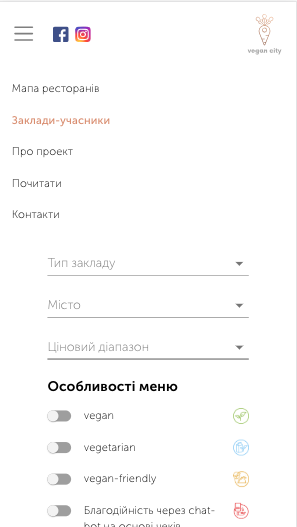 vegan city
Мапа ресторанів
Заклади-учасники
Про проект
Почитати
Контакти
Тип закладу
Місто
Ціновий діапазон
Особливості меню
vegan
vegetarian
vegan-friendly
Благодійність через chat-
bot на основі чеків